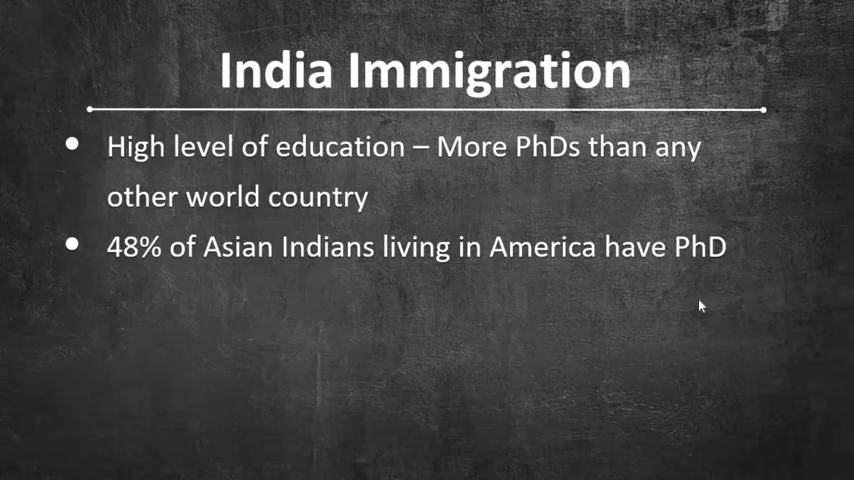 India Immigration
• High level of education – More PhDs than any
other world country
• 48% of Asian Indians living in America have PhD